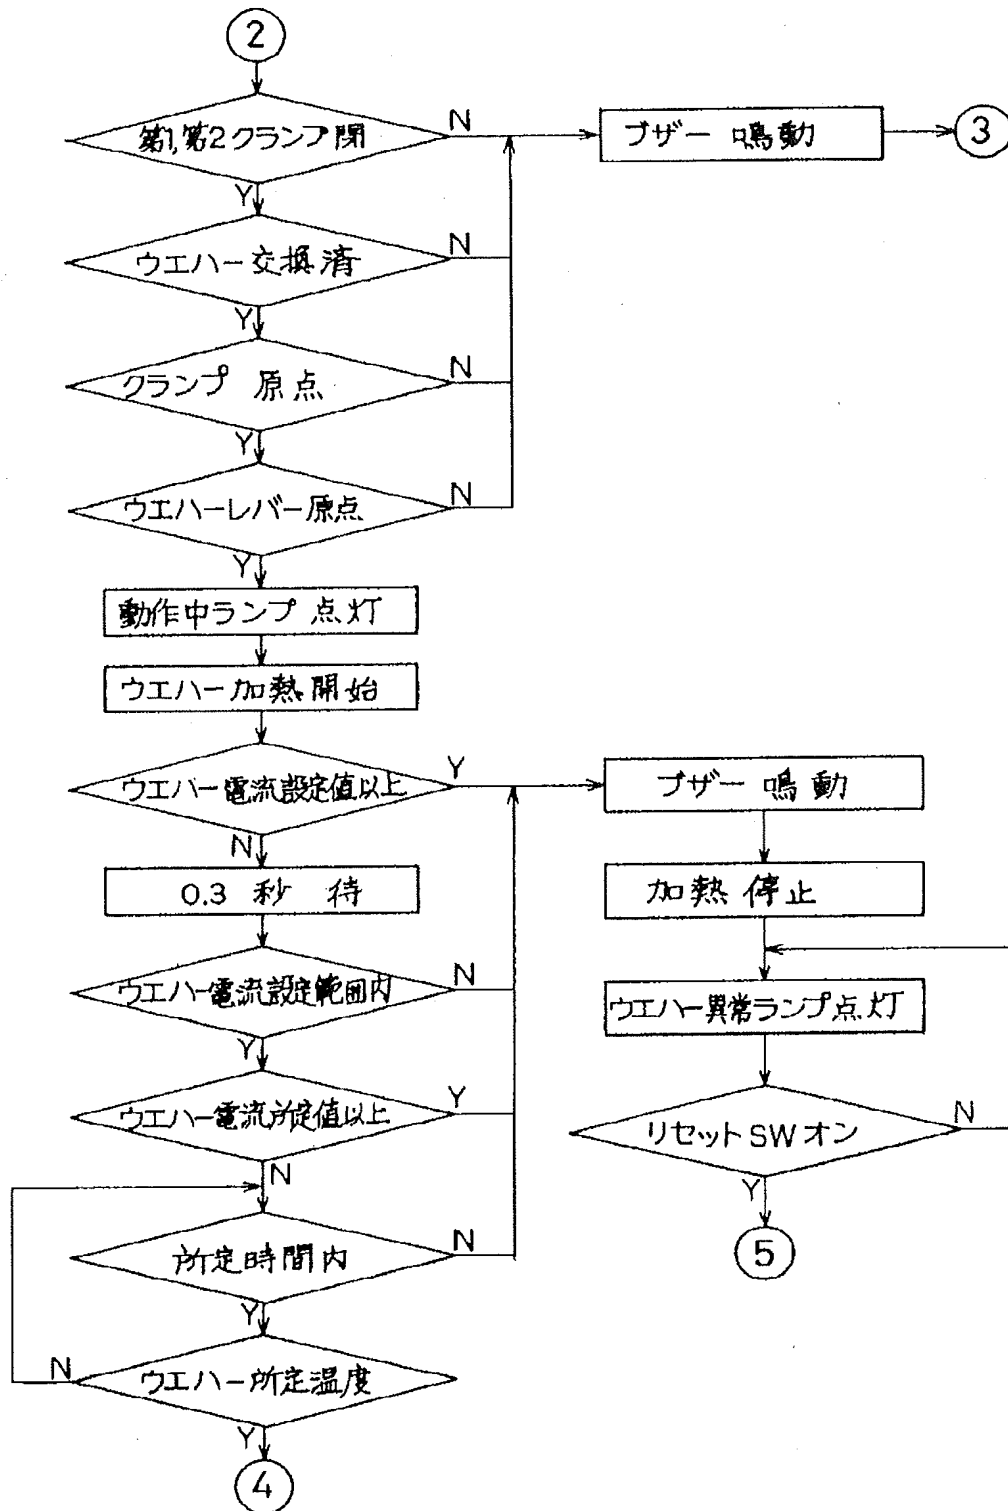 2
第1,第2クランプ閉
N
ブザー 鳴動
3
Y
ウエハー交換済
N
Y
クランプ 原点
N
Y
ウエハーレバー原点
N
Y
動作中ランプ 点灯
ウエハー加熱開始
ウエハー電流設定値以上
Y
ブザー 鳴動
N
0.3 秒 待
加熱停止
ウエハー電流設定範囲内
N
ウエハー異常ランプ点灯
Y
ウエハー電流所定値以上
Y
リセットSWオン
N
N
Y
所定時間内
N
5
Y
ウエハー所定温度
N
Y
4